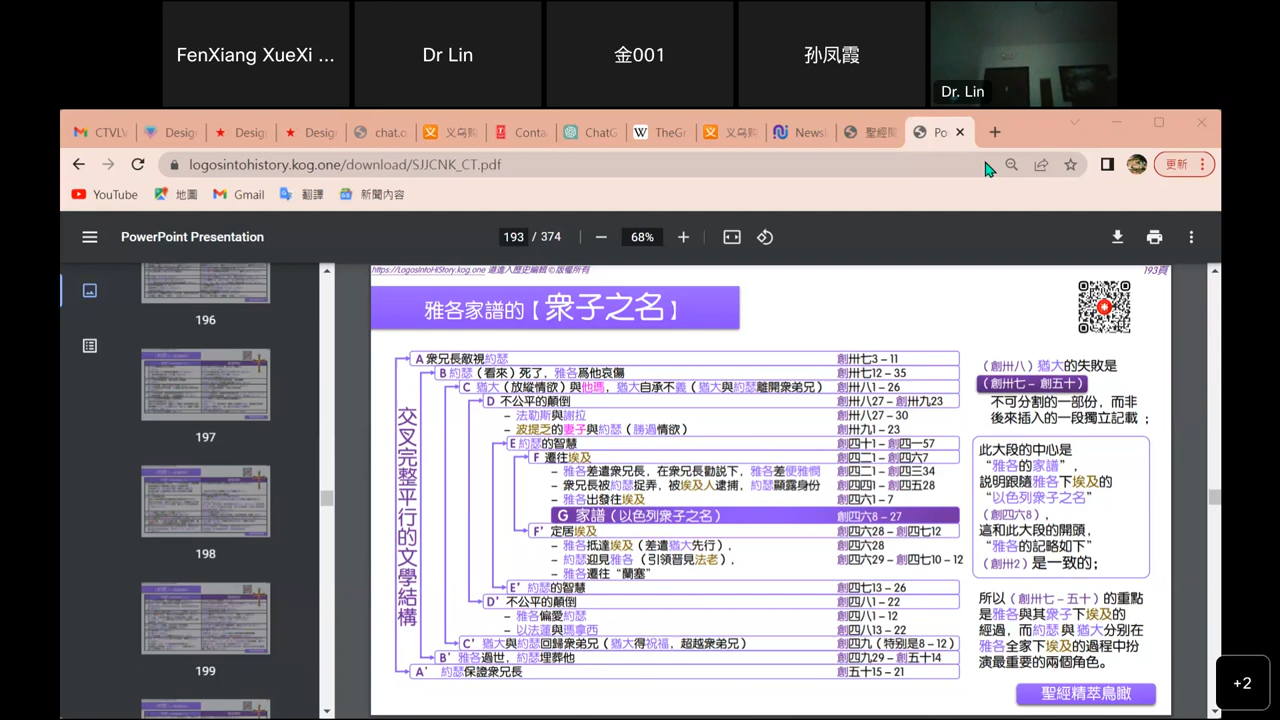 FenXiang XueXi ...
Dr Lin
金001
孙凤霞
Dr. Lin
CTVLV
Design
Design
Design
chat.o
义乌购
Conta
ChatG
TheGr
义乌购
Newsl
聖經
Po
logosintohistory.kog.one/download/SJJCNK_CT.pdf
更新
YouTube
地圖
Gmail
翻譯
新聞內容
PowerPoint Presentation
193 / 374
68%
196
197
198
199
https://LogosIntoHiStory.kog.one 道進入歷史編輯©版權所有
193頁
雅各家譜的【衆子之名】
交叉完整平行的文學結構
A 衆兄長敵視約瑟 創卅七3－11
B 約瑟（看來）死了，雅各爲他哀傷 創卅七12－35
C 猶大（放縱情欲）與他瑪，猶大自承不義（猶大與約瑟離開衆弟兄） 創卅八1－26
D 不公平的顛倒 創卅八27－創卅九23
– 法勒斯與謝拉 創卅八27－30
– 波提乏的妻子與約瑟（勝過情欲） 創卅九1－23
E 約瑟的智慧 創四十1－創四一57
F 遷往埃及 創四二1－創四六7
– 雅各差遣衆兄長，在衆兄長勸説下，雅各差便雅憫 創四二1－創四三34
– 衆兄長被約瑟捉弄，被埃及人逮捕，約瑟顯露身份 創四四1－創四五28
– 雅各出發往埃及 創四六1－7
G 家譜（以色列衆子之名） 創四六8－27
F' 定居埃及 創四六28－創四七12
– 雅各抵達埃及（差遣猶大先行）， 創四六28
– 約瑟迎見雅各（引領晉見法老）， 創四六29－創四七10－12
– 雅各遷往“蘭塞”
E' 約瑟的智慧 創四七13－26
D' 不公平的顛倒 創四八1－22
– 雅各偏愛約瑟 創四八1－12
– 以法蓮與瑪拿西 創四八13－22
C' 猶大與約瑟回歸衆弟兄（猶大得祝福，超越衆弟兄） 創四九（特别是8－12）
B' 雅各過世，約瑟埋葬他 創四九29－創五十14
A' 約瑟保證衆兄長 創五十15－21
（創卅八）猶大的失敗是
（創卅七－創五十）
不可分割的一部份，而非
後來插入的一段獨立記載；
此大段的中心是
“雅各的家譜”，
説明跟隨雅各下埃及的
“以色列衆子之名”
（創四六8），
這和此大段的開頭，
“雅各的記略如下”
（創卅2）是一致的；
所以（創卅七－五十）的重點
是雅各與其衆子下埃及的
經過，而約瑟與猶大分别在
雅各全家下埃及的過程中扮
演最重要的兩個角色。
聖經精萃鳥瞰
+2